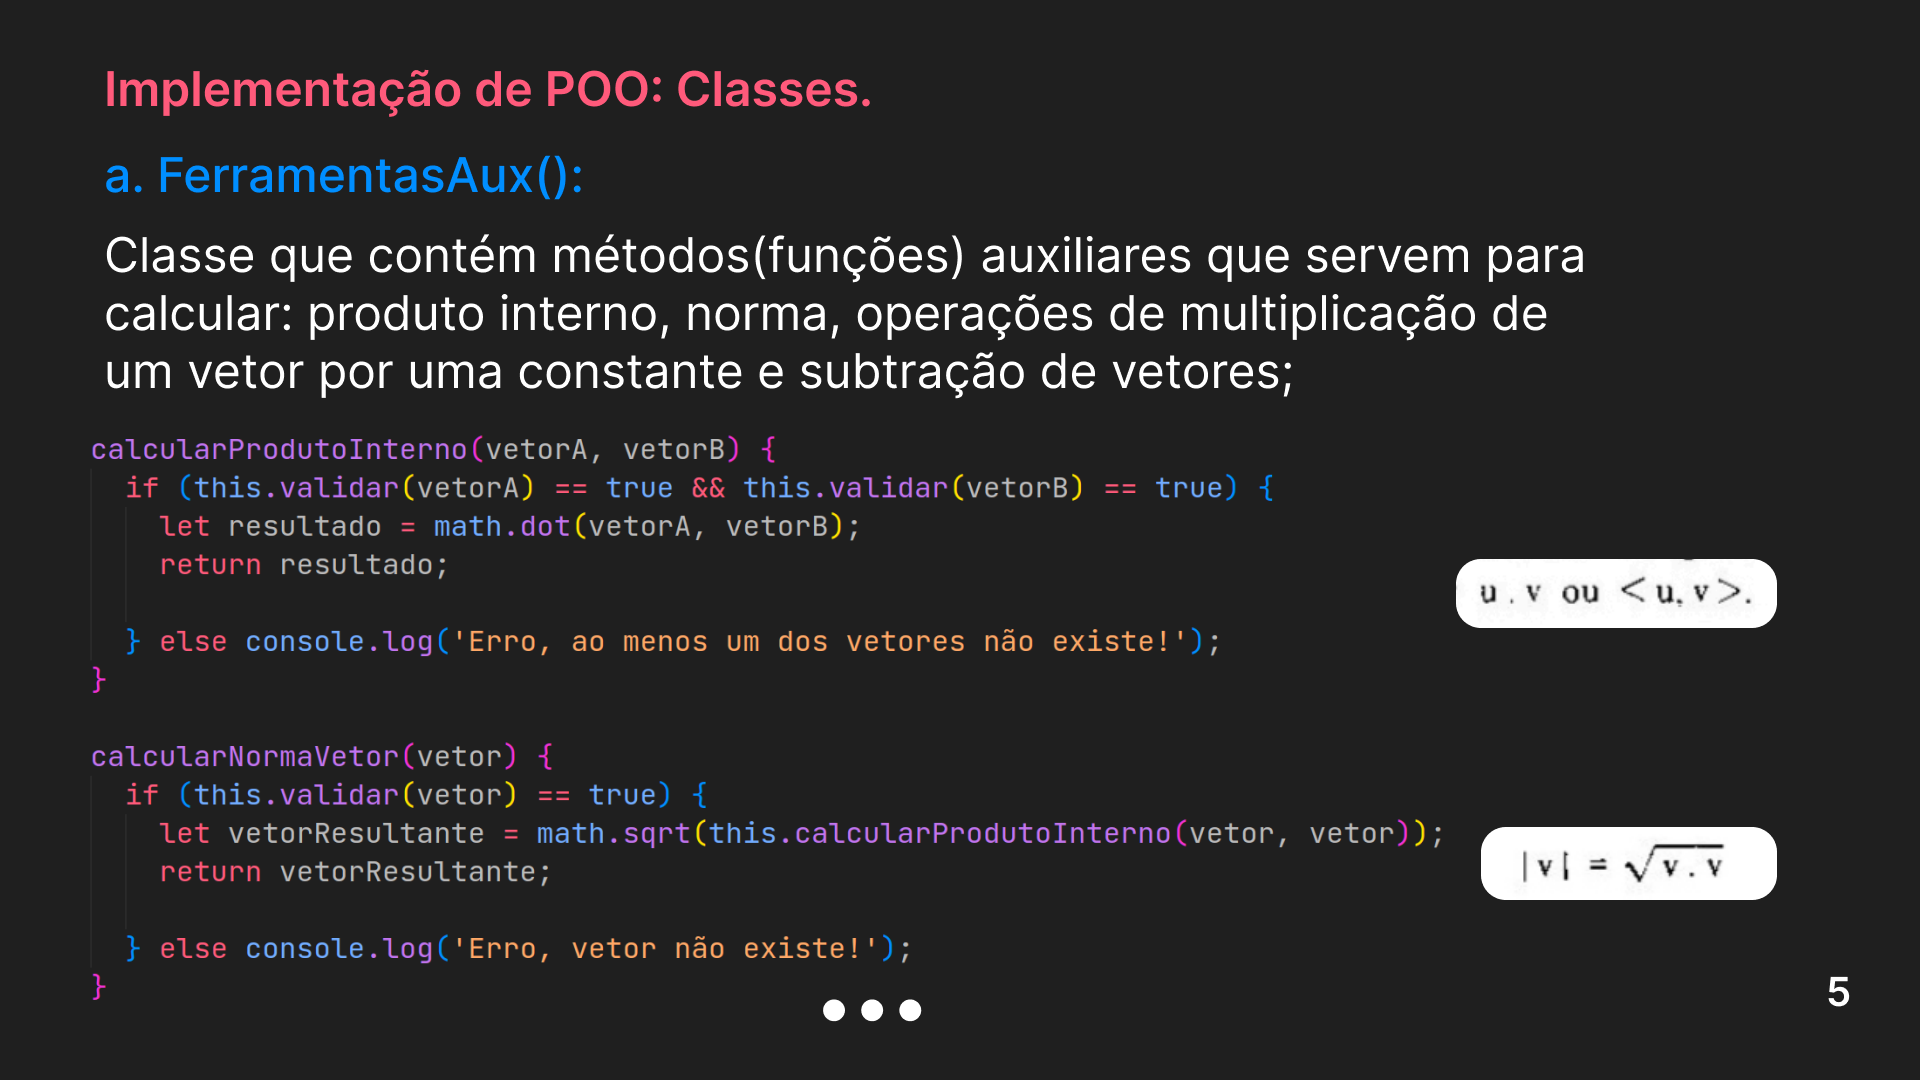 Implementação de POO: Classes.
a. FerramentasAux():
Classe que contém métodos(funções) auxiliares que servem para
calcular: produto interno, norma, operações de multiplicação de
um vetor por uma constante e subtração de vetores;
calcularProdutoInterno(vetorA, vetorB) {
  if (this.validar(vetorA) == true && this.validar(vetorB) == true) {
    let resultado = math.dot(vetorA, vetorB);
    return resultado;
u . v ou <u, v>.
  } else console.log('Erro, ao menos um dos vetores não existe!');
}
calcularNormaVetor(vetor) {
  if (this.validar(vetor) == true) {
    let vetorResultante = math.sqrt(this.calcularProdutoInterno(vetor, vetor));
    return vetorResultante;
|v| = √v . v
  } else console.log('Erro, vetor não existe!');
}
5